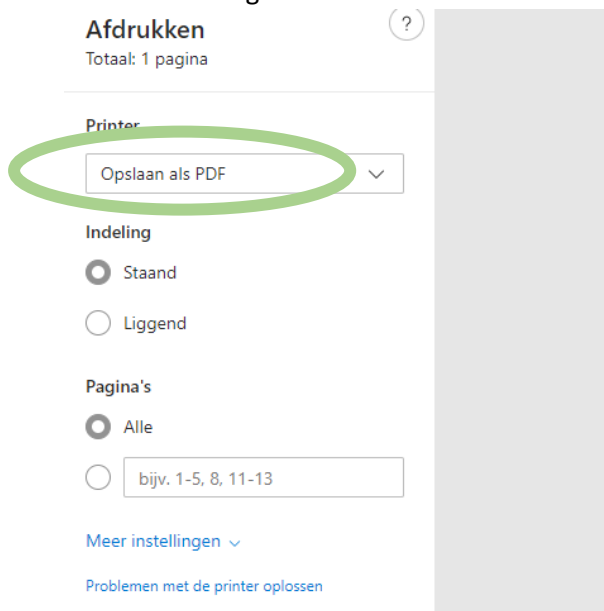 Afdrukken
?
Totaal: 1 pagina
Printer
Opslaan als PDF
Indeling
Staand
Liggend
Pagina's
Alle
bijv. 1-5, 8, 11-13
Meer instellingen
Problemen met de printer oplossen